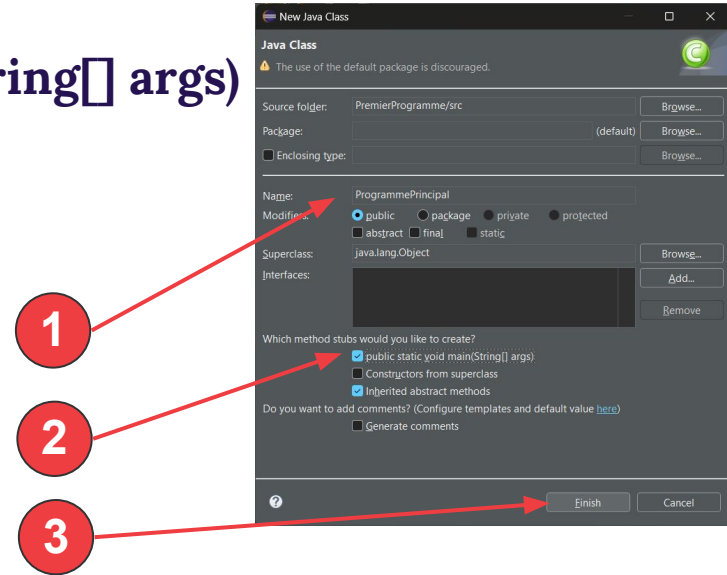 New Java Class
Java Class
The use of the default package is discouraged.
ring[] args)
Source folder: PremierProgramme/src Browse...
Package: (default) Browse...
Enclosing type: Browse...
Name: ProgrammePrincipal
Modifiers: public package private protected
abstract final static
Superclass: java.lang.Object Browse...
Interfaces: Add...
Remove
1
Which method stubs would you like to create?
public static void main(String[] args)
Constructors from superclass
Inherited abstract methods
Do you want to add comments? (Configure templates and default value here)
Generate comments
2
Finish Cancel
3